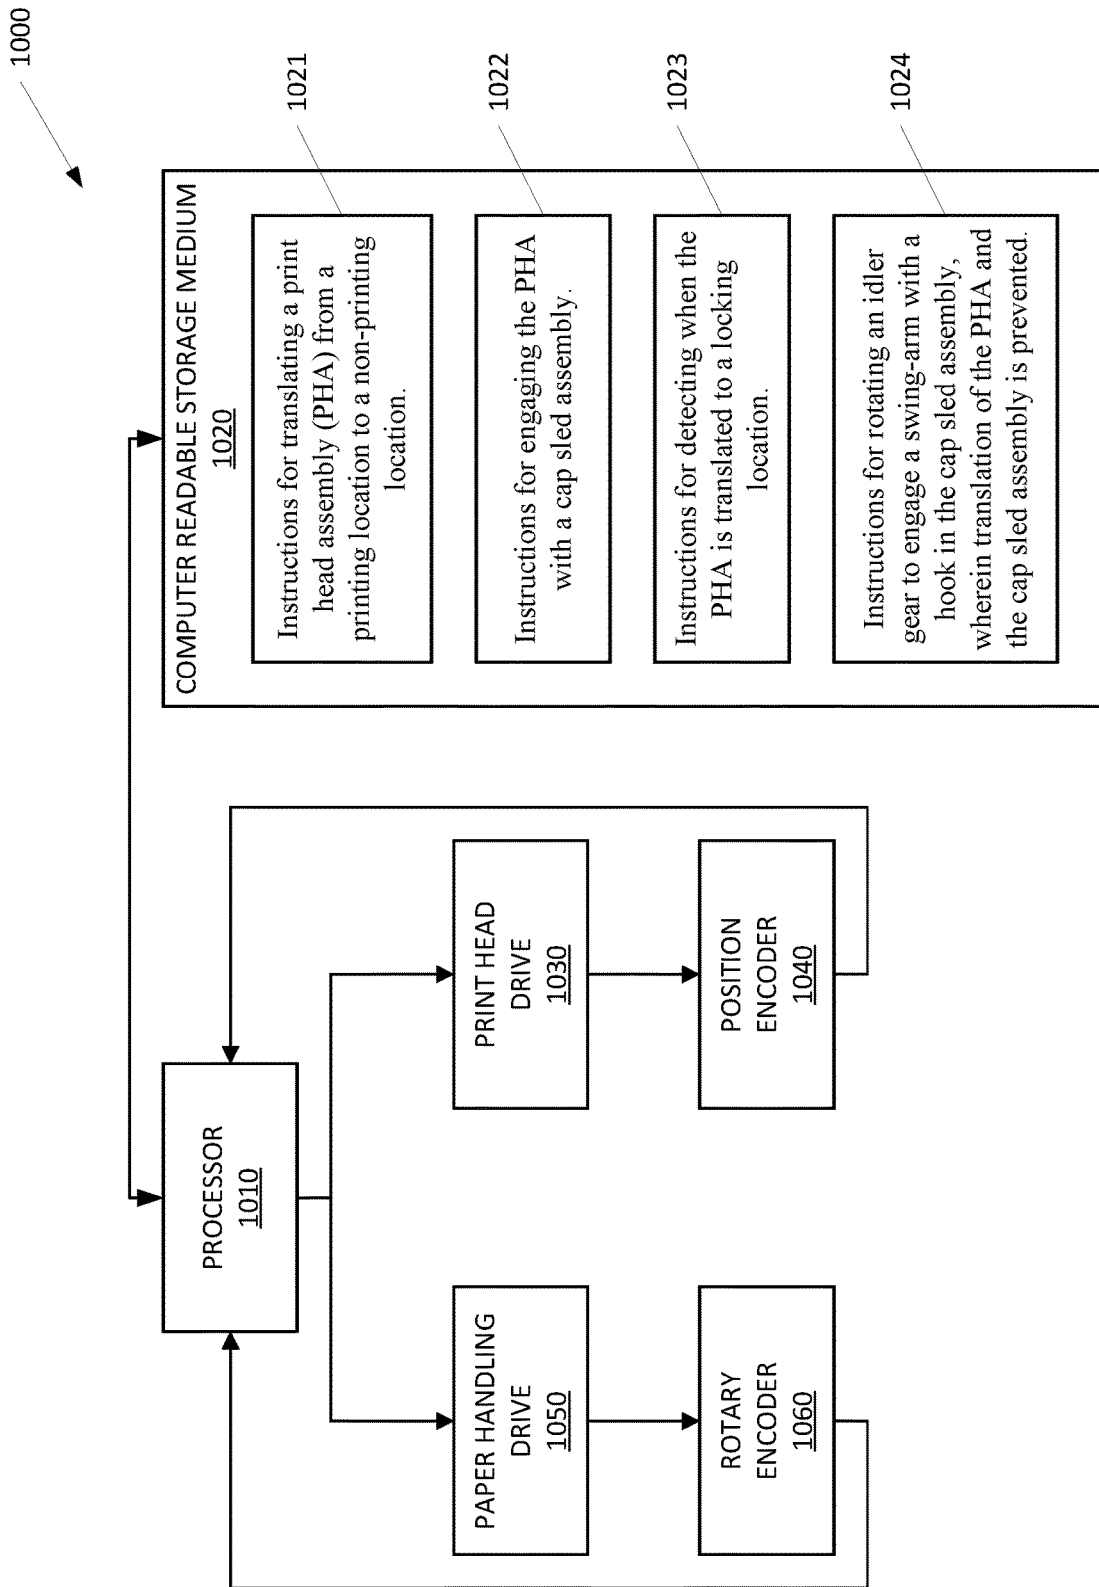 1000
COMPUTER READABLE STORAGE MEDIUM
1020
Instructions for translating a print
head assembly (PHA) from a
printing location to a non-printing
location.
1021
Instructions for engaging the PHA
with a cap sled assembly.
1022
Instructions for detecting when the
PHA is translated to a locking
location.
1023
Instructions for rotating an idler
gear to engage a swing-arm with a
hook in the cap sled assembly,
wherein translation of the PHA and
the cap sled assembly is prevented.
1024
PROCESSOR
1010
PAPER HANDLING
DRIVE
1050
PRINT HEAD
DRIVE
1030
ROTARY
ENCODER
1060
POSITION
ENCODER
1040